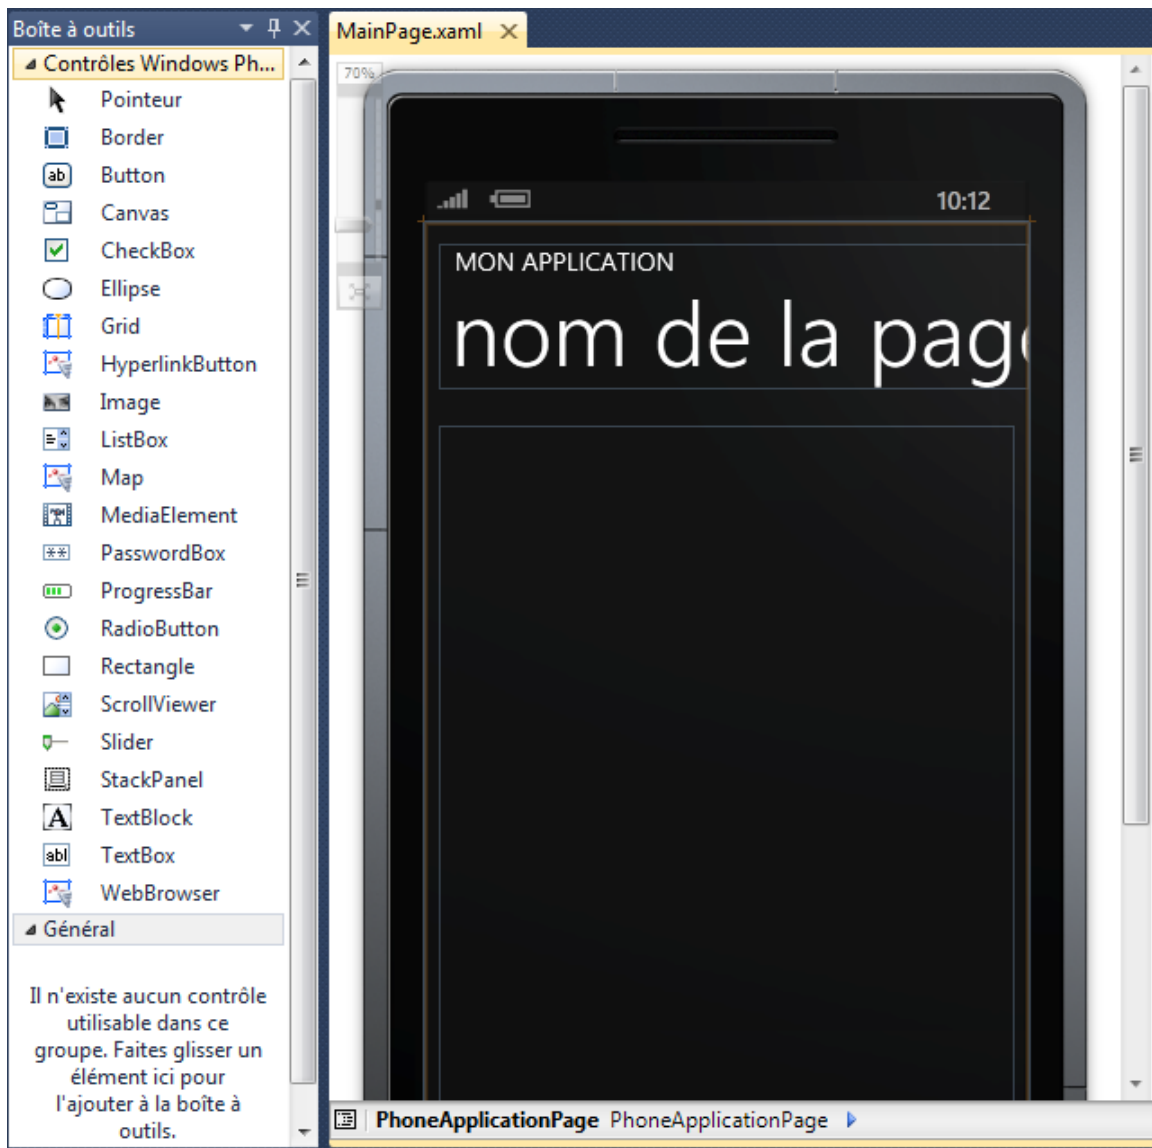 Boîte à outils
Contrôles Windows Ph...
Pointeur
Border
ab Button
Canvas
CheckBox
Ellipse
Grid
HyperlinkButton
Image
ListBox
Map
MediaElement
PasswordBox
ProgressBar
RadioButton
Rectangle
ScrollViewer
Slider
StackPanel
A TextBlock
abl TextBox
WebBrowser
Général
Il n'existe aucun contrôle
utilisable dans ce
groupe. Faites glisser un
élément ici pour
l'ajouter à la boîte à
outils.
MainPage.xaml
70%
10:12
MON APPLICATION
nom de la page
PhoneApplicationPage PhoneApplicationPage